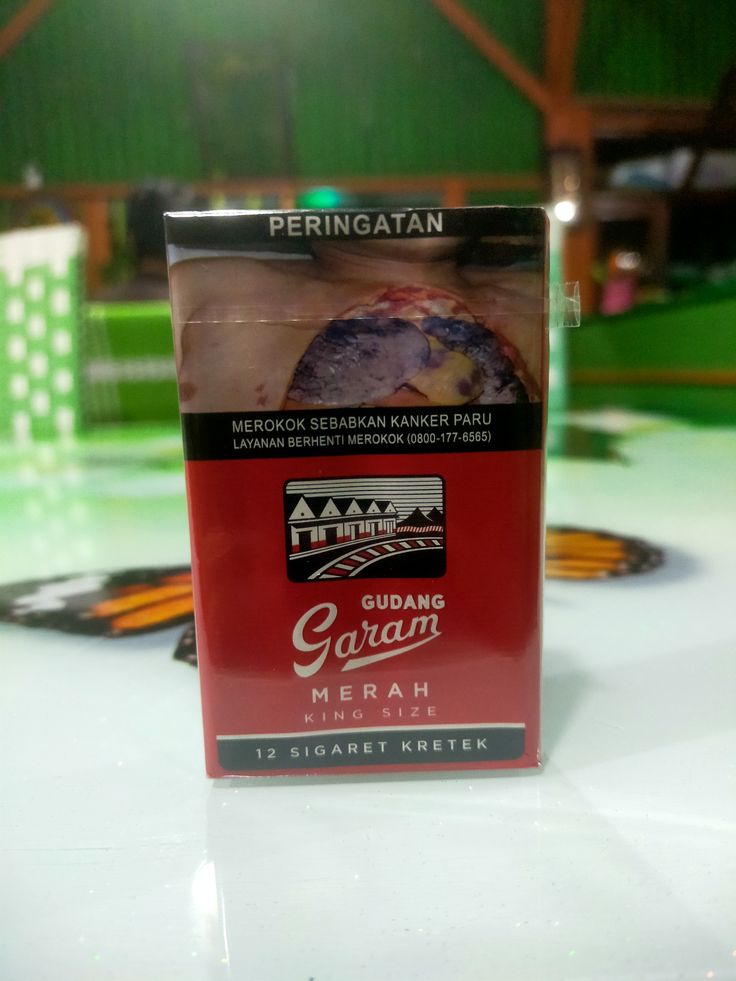 PERINGATAN
MEROKOK SEBABKAN KANKER PARU
LAYANAN BERHENTI MEROKOK (0800-177-6565)
GUDANG
Garam
MERAH
KING SIZE
12 SIGARET KRETEK